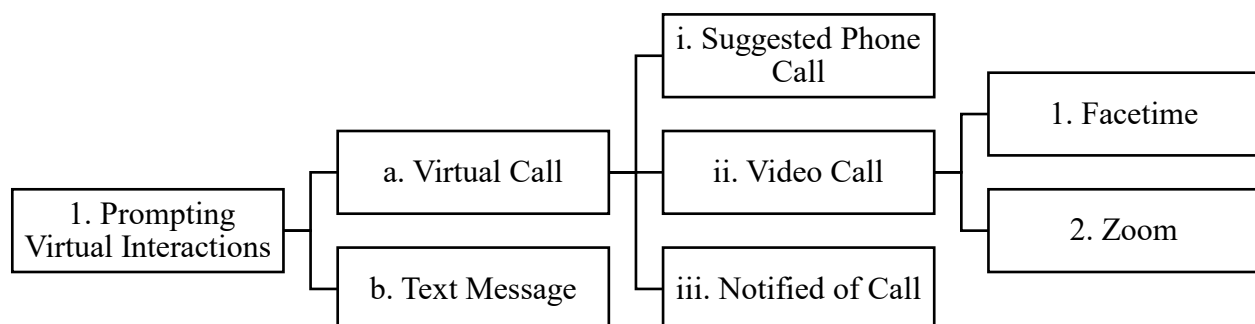 1. Prompting
Virtual Interactions
a. Virtual Call
b. Text Message
i. Suggested Phone
Call
ii. Video Call
iii. Notified of Call
1. Facetime
2. Zoom